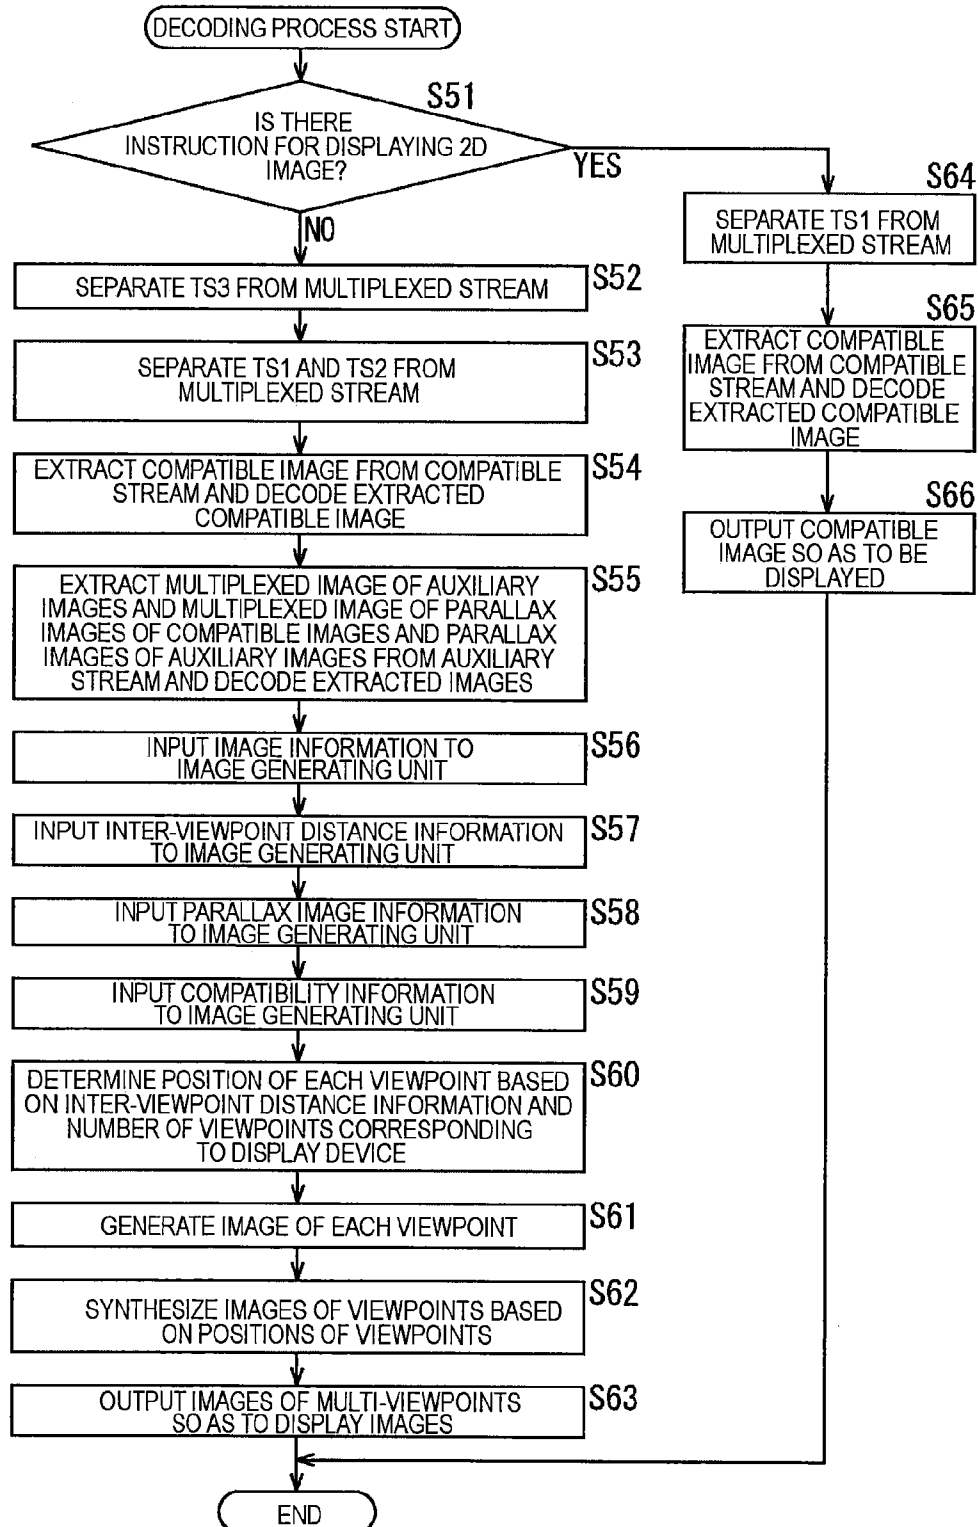 DECODING PROCESS START
S51
IS THERE
INSTRUCTION FOR DISPLAYING 2D
IMAGE?
YES
NO
S52
SEPARATE TS3 FROM MULTIPLEXED STREAM
S53
SEPARATE TS1 AND TS2 FROM
MULTIPLEXED STREAM
S54
EXTRACT COMPATIBLE IMAGE FROM COMPATIBLE
STREAM AND DECODE EXTRACTED
COMPATIBLE IMAGE
S55
EXTRACT MULTIPLEXED IMAGE OF AUXILIARY
IMAGES AND MULTIPLEXED IMAGE OF PARALLAX
IMAGES OF COMPATIBLE IMAGES AND PARALLAX
IMAGES OF AUXILIARY IMAGES FROM AUXILIARY
STREAM AND DECODE EXTRACTED IMAGES
S56
INPUT IMAGE INFORMATION TO
IMAGE GENERATING UNIT
S57
INPUT INTER-VIEWPOINT DISTANCE INFORMATION
TO IMAGE GENERATING UNIT
S58
INPUT PARALLAX IMAGE INFORMATION
TO IMAGE GENERATING UNIT
S59
INPUT COMPATIBILITY INFORMATION
TO IMAGE GENERATING UNIT
S60
DETERMINE POSITION OF EACH VIEWPOINT BASED
ON INTER-VIEWPOINT DISTANCE INFORMATION AND
NUMBER OF VIEWPOINTS CORRESPONDING
TO DISPLAY DEVICE
S61
GENERATE IMAGE OF EACH VIEWPOINT
S62
SYNTHESIZE IMAGES OF VIEWPOINTS BASED
ON POSITIONS OF VIEWPOINTS
S63
OUTPUT IMAGES OF MULTI-VIEWPOINTS
SO AS TO DISPLAY IMAGES
S64
SEPARATE TS1 FROM
MULTIPLEXED STREAM
S65
EXTRACT COMPATIBLE
IMAGE FROM COMPATIBLE
STREAM AND DECODE
EXTRACTED COMPATIBLE
IMAGE
S66
OUTPUT COMPATIBLE
IMAGE SO AS TO BE
DISPLAYED
END